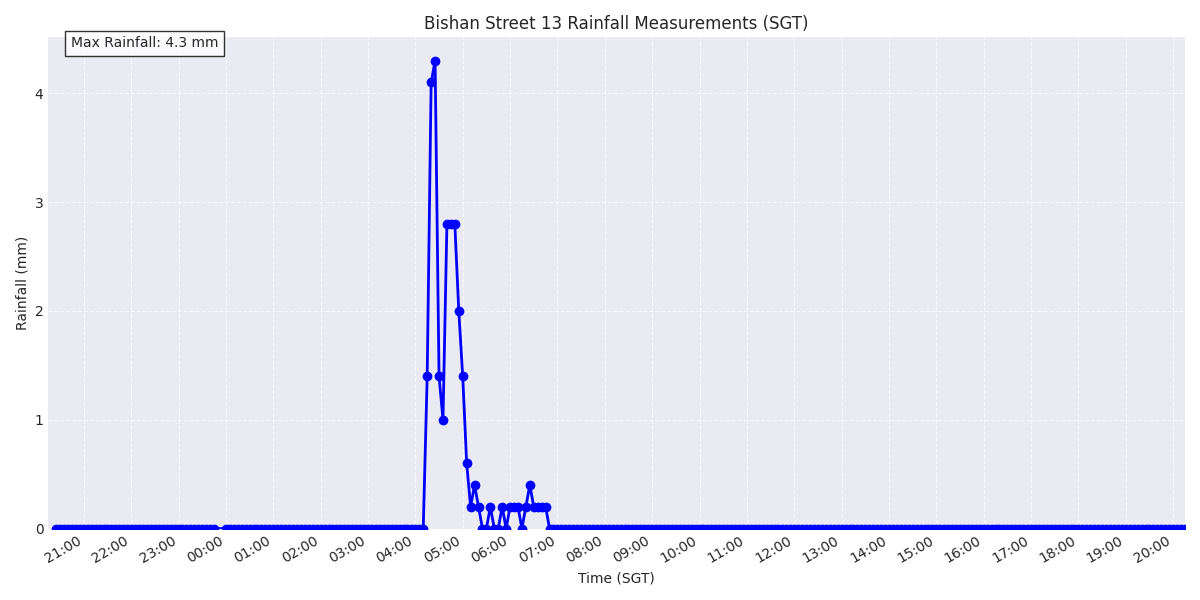 Bishan Street 13 Rainfall Measurements (SGT)
Max Rainfall: 4.3 mm
Rainfall (mm)
4
3
2
1
0
21:00 22:00 23:00 00:00 01:00 02:00 03:00 04:00 05:00 06:00 07:00 08:00 09:00 10:00 11:00 12:00 13:00 14:00 15:00 16:00 17:00 18:00 19:00 20:00
Time (SGT)